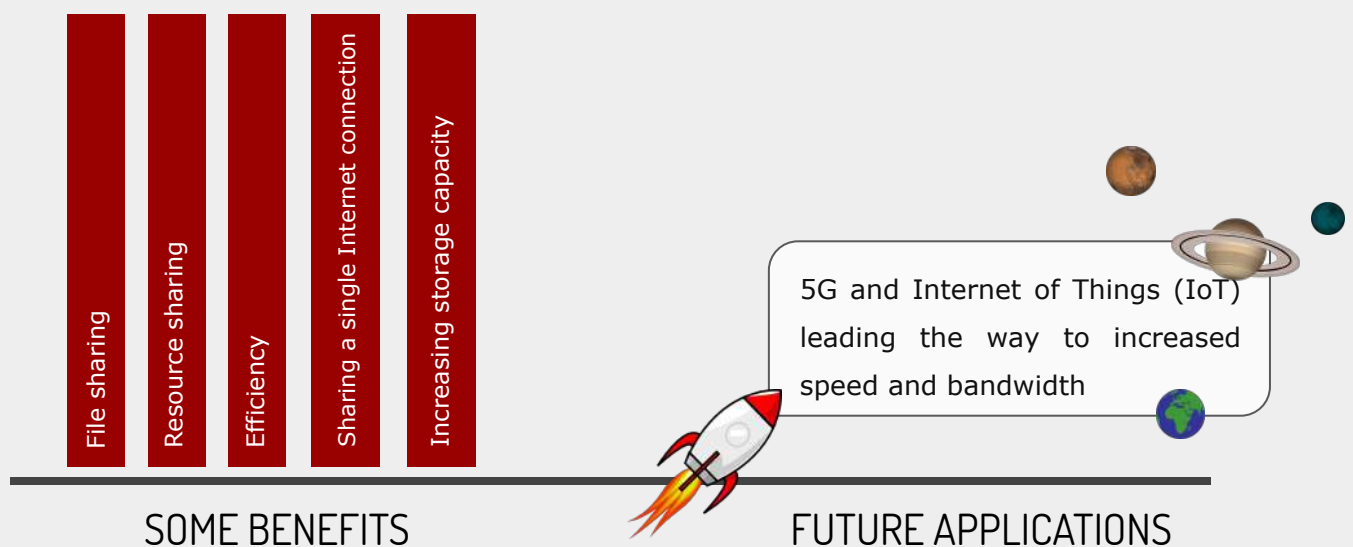 File sharing
Resource sharing
Efficiency
Sharing a single Internet connection
Increasing storage capacity
5G and Internet of Things (IoT)
leading the way to increased
speed and bandwidth
SOME BENEFITS
FUTURE APPLICATIONS